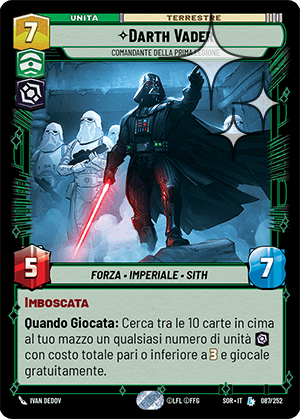 UNITÀ
TERRESTRE
7
DARTH VADER
COMANDANTE DELLA PRIMA LEGIONE
5
7
FORZA • IMPERIALE • SITH
IMBOSCATA
Quando Giocata: Cerca tra le 10 carte in cima
al tuo mazzo un qualsiasi numero di unità
con costo totale pari o inferiore a 3 e giocale
gratuitamente.
IVAN DEDOV
©LFL ©FFG
SOR • IT L 087/252